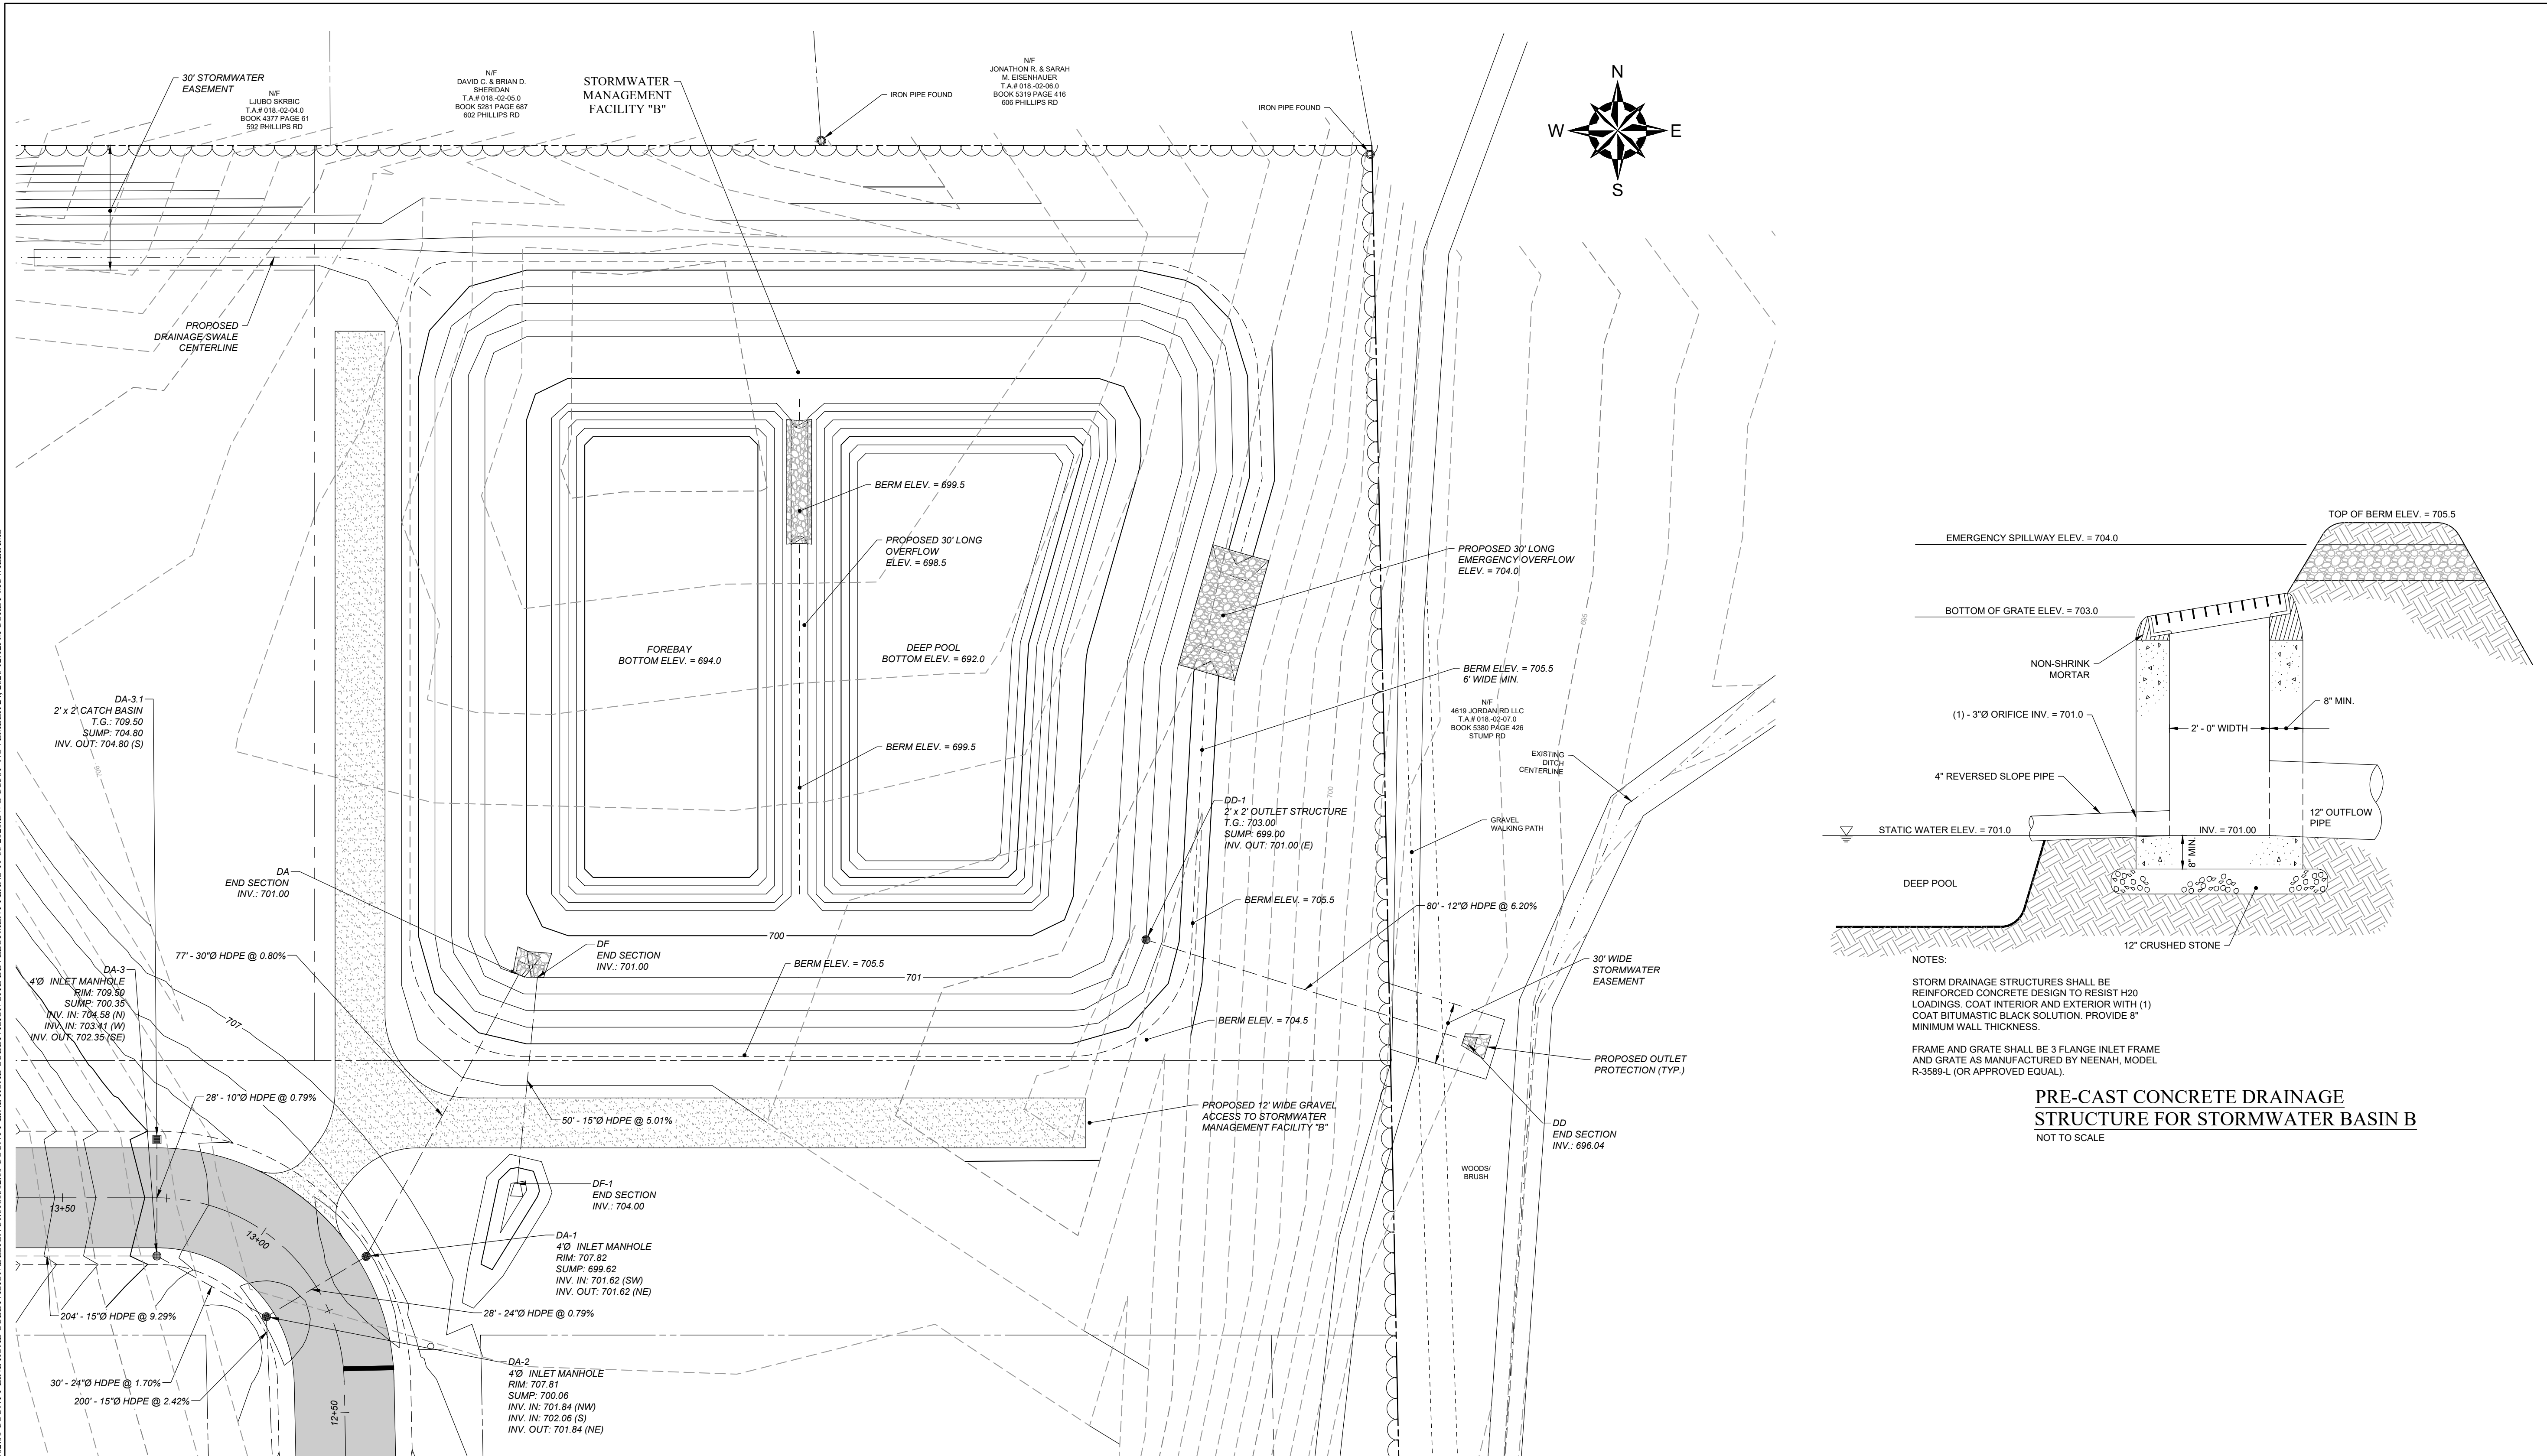 30' STORMWATER
EASEMENT
N/F
LJUBO SKRBIC
T.A.# 018.-02-04.0
BOOK 4377 PAGE 61
592 PHILLIPS RD
N/F
DAVID C. & BRIAN D.
SHERIDAN
T.A.# 018.-02-05.0
BOOK 5281 PAGE 687
602 PHILLIPS RD
STORMWATER
MANAGEMENT
FACILITY "B"
IRON PIPE FOUND
N/F
JONATHON R. & SARAH
M. EISENHAUER
T.A.# 018.-02-06.0
BOOK 5319 PAGE 416
606 PHILLIPS RD
IRON PIPE FOUND
N
W
E
S
PROPOSED
DRAINAGE/SWALE
CENTERLINE
BERM ELEV. = 699.5
PROPOSED 30' LONG
OVERFLOW
ELEV. = 698.5
PROPOSED 30' LONG
EMERGENCY OVERFLOW
ELEV. = 704.0
FOREBAY
BOTTOM ELEV. = 694.0
DEEP POOL
BOTTOM ELEV. = 692.0
695
BERM ELEV. = 705.5
6' WIDE MIN.
N/F
4619 JORDAN RD LLC
T.A.# 018.-02-07.0
BOOK 5380 PAGE 426
STUMP RD
EXISTING
DITCH
CENTERLINE
DA-3.1
2' x 2' CATCH BASIN
T.G.: 709.50
SUMP: 704.80
INV. OUT: 704.80 (S)
BERM ELEV. = 699.5
DD-1
2' x 2' OUTLET STRUCTURE
T.G.: 703.00
SUMP: 699.00
INV. OUT: 701.00 (E)
700
GRAVEL
WALKING PATH
DA
END SECTION
INV.: 701.00
BERM ELEV. = 705.5
80' - 12"Ø HDPE @ 6.20%
700
DF
END SECTION
INV.: 701.00
77' - 30"Ø HDPE @ 0.80%
BERM ELEV. = 705.5
701
30' WIDE
STORMWATER
EASEMENT
DA-3
4'Ø INLET MANHOLE
RIM: 709.50
SUMP: 700.35
INV. IN: 704.58 (N)
INV. IN: 703.41 (W)
INV. OUT: 702.35 (SE)
707
BERM ELEV. = 704.5
PROPOSED OUTLET
PROTECTION (TYP.)
28' - 10"Ø HDPE @ 0.79%
50' - 15"Ø HDPE @ 5.01%
PROPOSED 12' WIDE GRAVEL
ACCESS TO STORMWATER
MANAGEMENT FACILITY "B"
DD
END SECTION
INV.: 696.04
WOODS/
BRUSH
DF-1
END SECTION
INV.: 704.00
13+50
13+00
DA-1
4'Ø INLET MANHOLE
RIM: 707.82
SUMP: 699.62
INV. IN: 701.62 (SW)
INV. OUT: 701.62 (NE)
204' - 15"Ø HDPE @ 9.29%
28' - 24"Ø HDPE @ 0.79%
DA-2
4'Ø INLET MANHOLE
RIM: 707.81
SUMP: 700.06
INV. IN: 701.84 (NW)
INV. IN: 702.06 (S)
INV. OUT: 701.84 (NE)
30' - 24"Ø HDPE @ 1.70%
200' - 15"Ø HDPE @ 2.42%
12+50
TOP OF BERM ELEV. = 705.5
EMERGENCY SPILLWAY ELEV. = 704.0
BOTTOM OF GRATE ELEV. = 703.0
NON-SHRINK
MORTAR
8" MIN.
(1) - 3"Ø ORIFICE INV. = 701.0
2' - 0" WIDTH
4" REVERSED SLOPE PIPE
12" OUTFLOW
PIPE
STATIC WATER ELEV. = 701.0
INV. = 701.00
8" MIN.
DEEP POOL
12" CRUSHED STONE
NOTES:
STORM DRAINAGE STRUCTURES SHALL BE
REINFORCED CONCRETE DESIGN TO RESIST H20
LOADINGS. COAT INTERIOR AND EXTERIOR WITH (1)
COAT BITUMASTIC BLACK SOLUTION. PROVIDE 8"
MINIMUM WALL THICKNESS.
FRAME AND GRATE SHALL BE 3 FLANGE INLET FRAME
AND GRATE AS MANUFACTURED BY NEENAH, MODEL
R-3589-L (OR APPROVED EQUAL).
PRE-CAST CONCRETE DRAINAGE
STRUCTURE FOR STORMWATER BASIN B
NOT TO SCALE